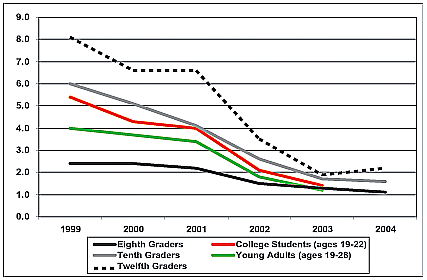 9.0
8.0
7.0
6.0
5.0
4.0
3.0
2.0
1.0
0.0
1999 2000 2001 2002 2003 2004
Eighth Graders College Students (ages 19-22)
Tenth Graders Young Adults (ages 19-28)
Twelfth Graders